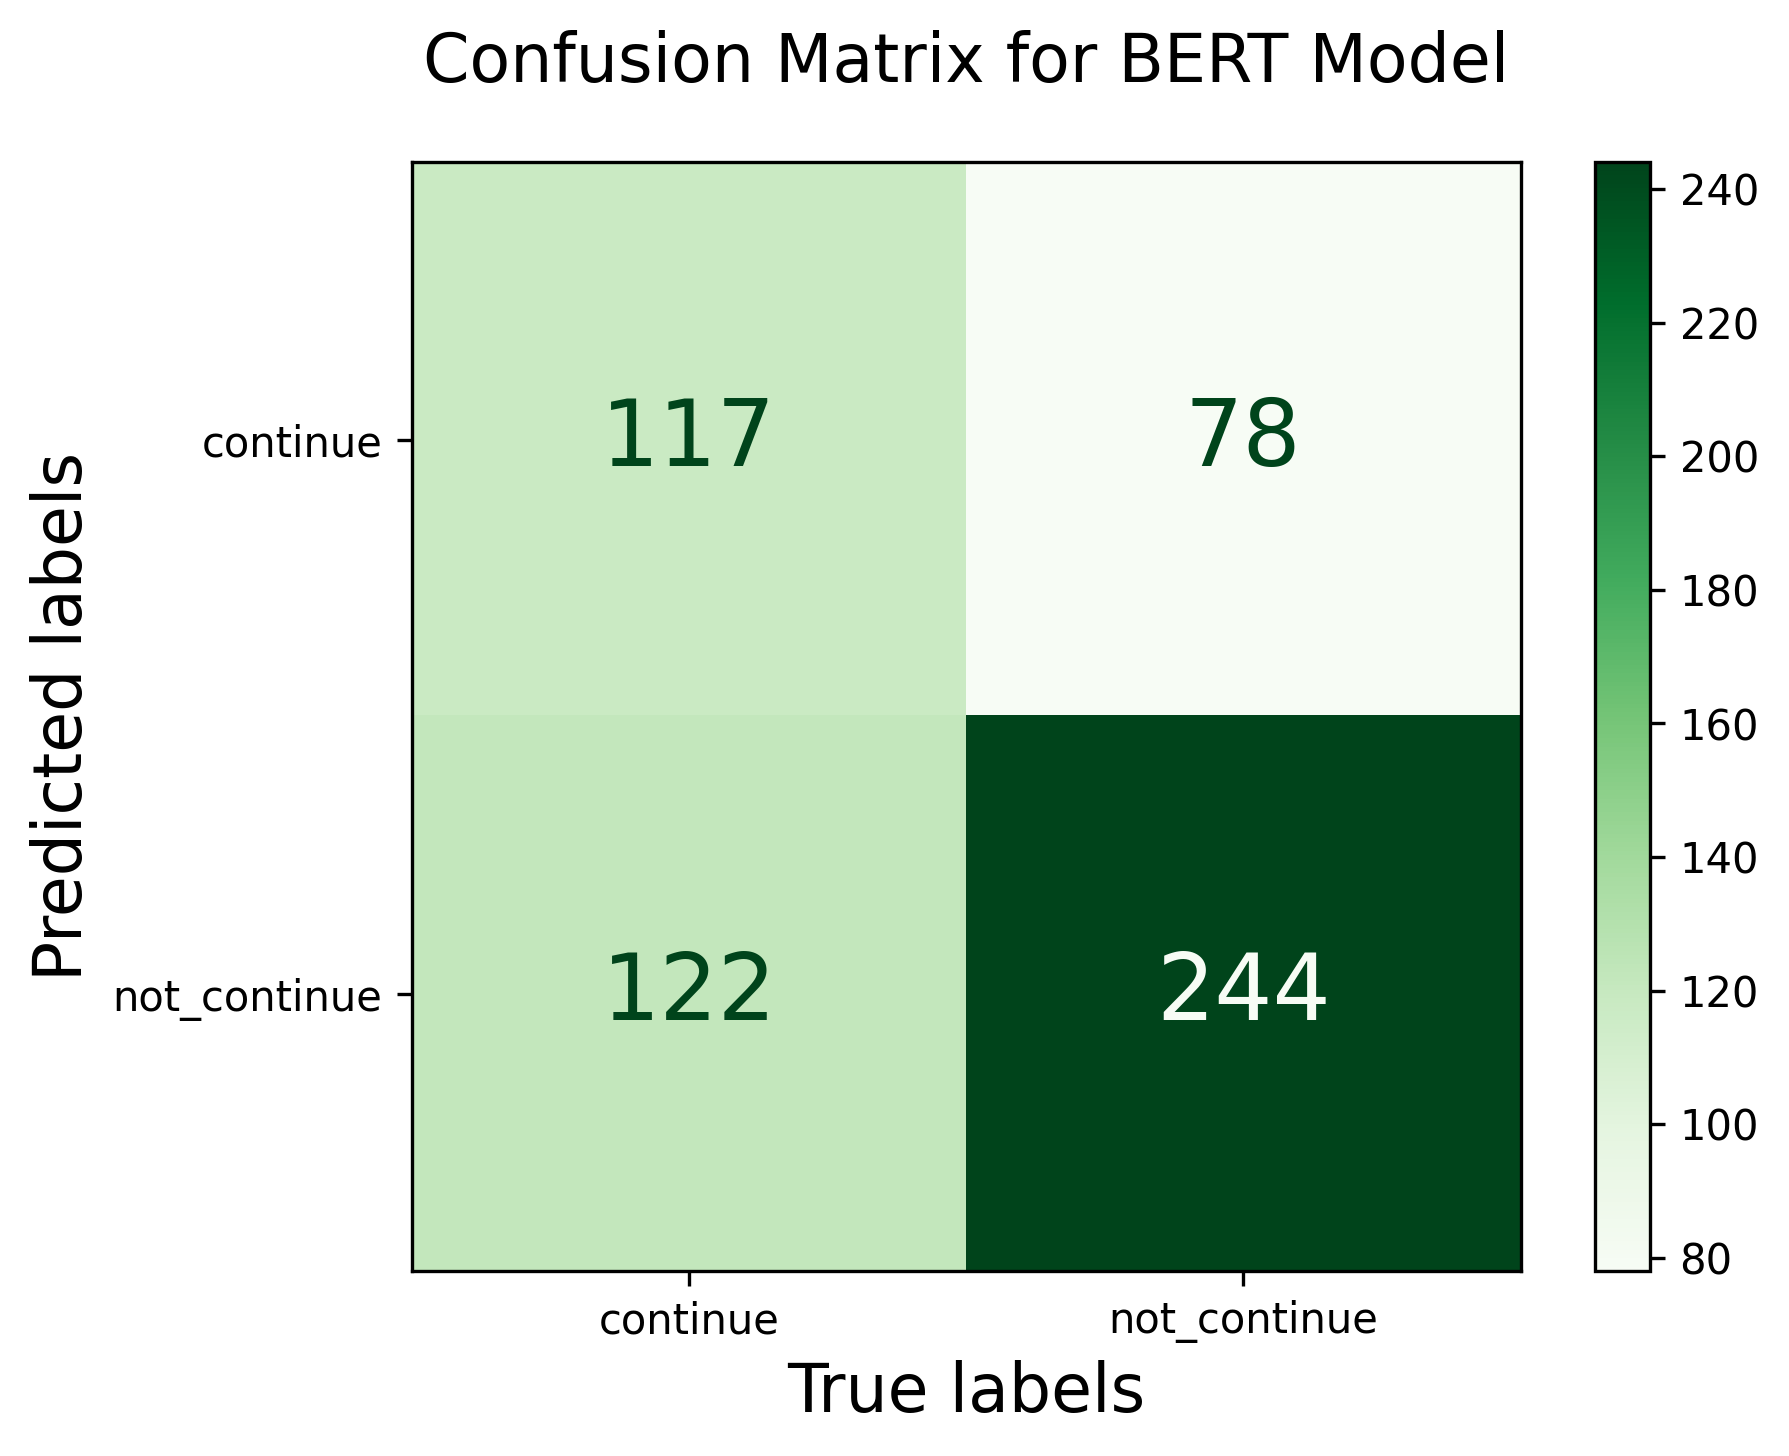 Confusion Matrix for BERT Model
Predicted labels
continue
not_continue
117
78
122
244
continue
not_continue
True labels
240
220
200
180
160
140
120
100
80